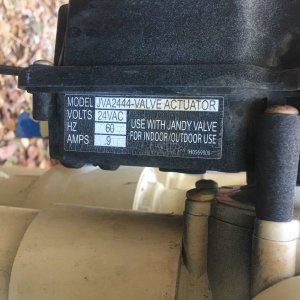 MODEL JVA2444-VALVE ACTUATOR
VOLTS 24VAC
HZ 60 USE WITH JANDY VALVE
AMPS .9 FOR INDOOR/OUTDOOR USE